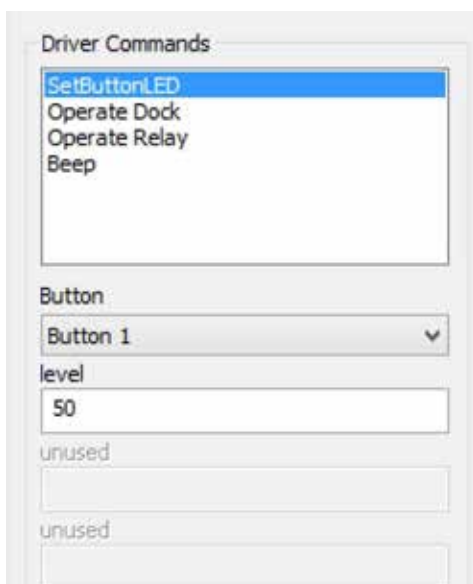 Driver Commands
SetButtonLED
Operate Dock
Operate Relay
Beep
Button
Button 1
level
50
unused
unused